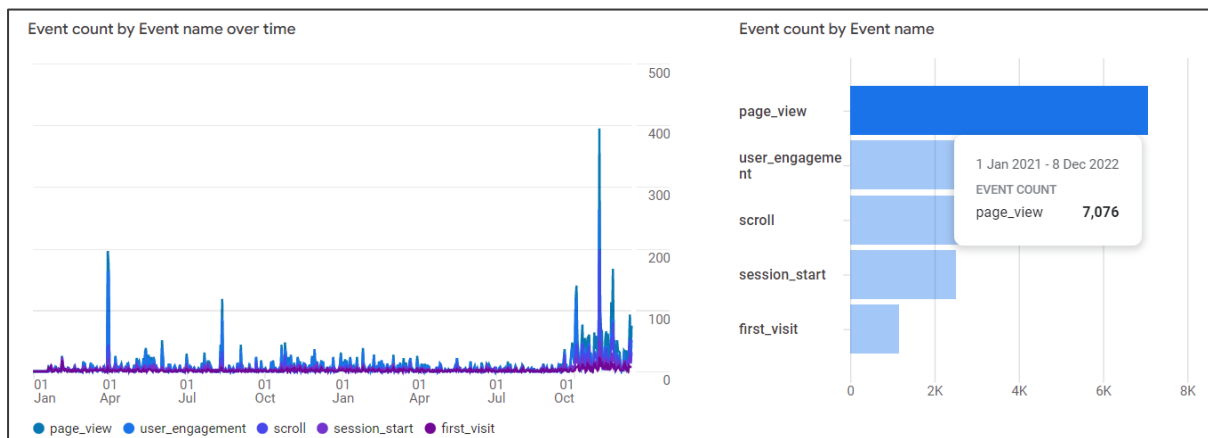 Event count by Event name over time
500
400
300
200
100
0
01 01 01 01 01 01 01 01
Jan Apr Jul Oct Jan Apr Jul Oct
page_view user_engagement scroll session_start first_visit
Event count by Event name
page_view
user_engageme
nt
scroll
session_start
first_visit
1 Jan 2021 - 8 Dec 2022
EVENT COUNT
page_view 7,076
0 2K 4K 6K 8K